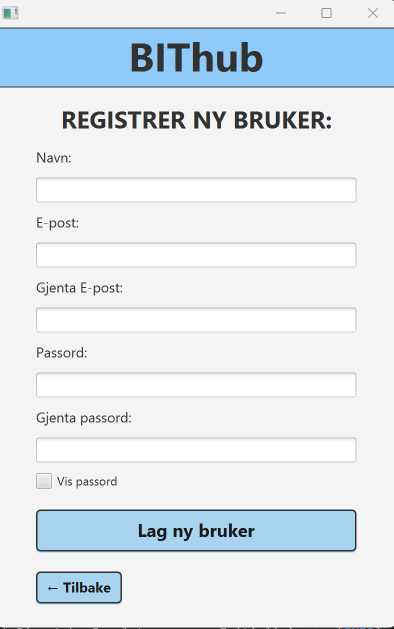 BIThub
REGISTRER NY BRUKER:
Navn:
E-post:
Gjenta E-post:
Passord:
Gjenta passord:
Vis passord
Lag ny bruker
← Tilbake